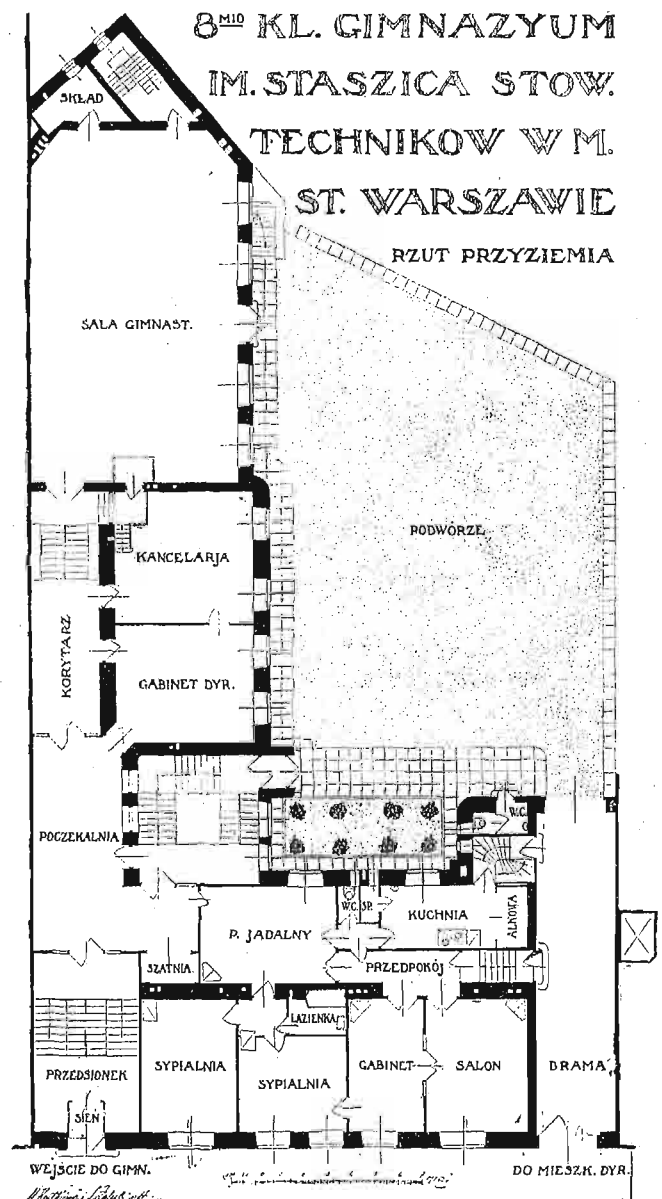 8MIO KL. GIMNAZYUM
IM. STASZICA STOW.
TECHNIKOW W M.
ST. WARSZAWIE
RZUT PRZYZIEMIA
SKŁAD
SALA GIMNAST.
PODWÓRZE
KANCELARJA
KORYTARZ
GABINET DYR.
POCZEKALNIA
W.C.
W.C. SP.
KUCHNIA
ALKOWA
P. JADALNY
SZATNIA
PRZEDPOKÓJ
ŁAZIENKA
PRZEDSIONEK
SYPIALNIA
SYPIALNIA
GABINET
SALON
BRAMA
SIEŃ
WEJŚCIE DO GIMN.
DO MIESZK. DYR.